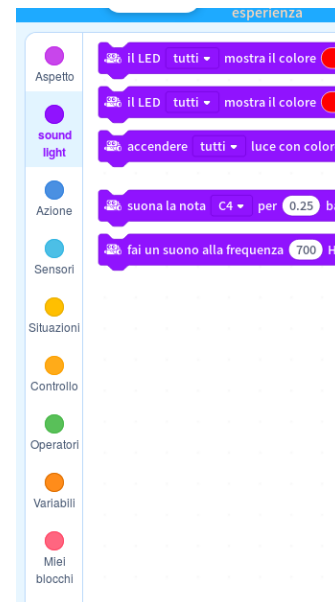 esperienza
Aspetto
sound
light
Azione
Sensori
Situazioni
Controllo
Operatori
Variabili
Miei
blocchi
il LED tutti mostra il colore
il LED tutti mostra il colore
accendere tutti luce con colore
suona la nota C4 per 0.25
fai un suono alla frequenza 700